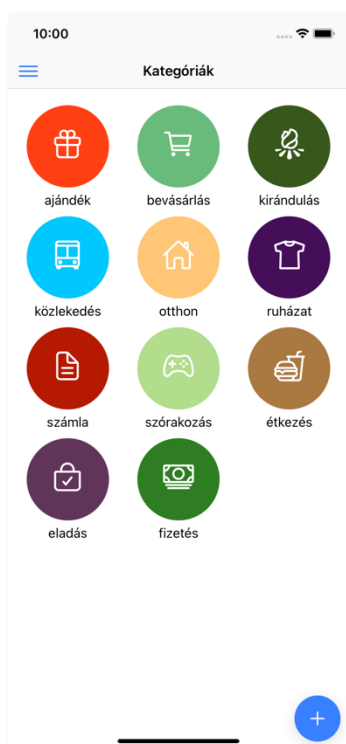 10:00
Kategóriák
ajándék bevásárlás kirándulás
közlekedés otthon ruházat
számla szórakozás étkezés
eladás fizetés